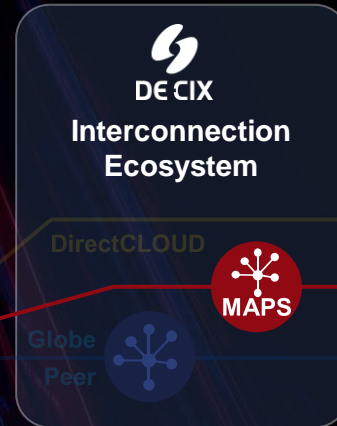 DE CIX
Interconnection
Ecosystem
DirectCLOUD
MAPS
Globe
Peer